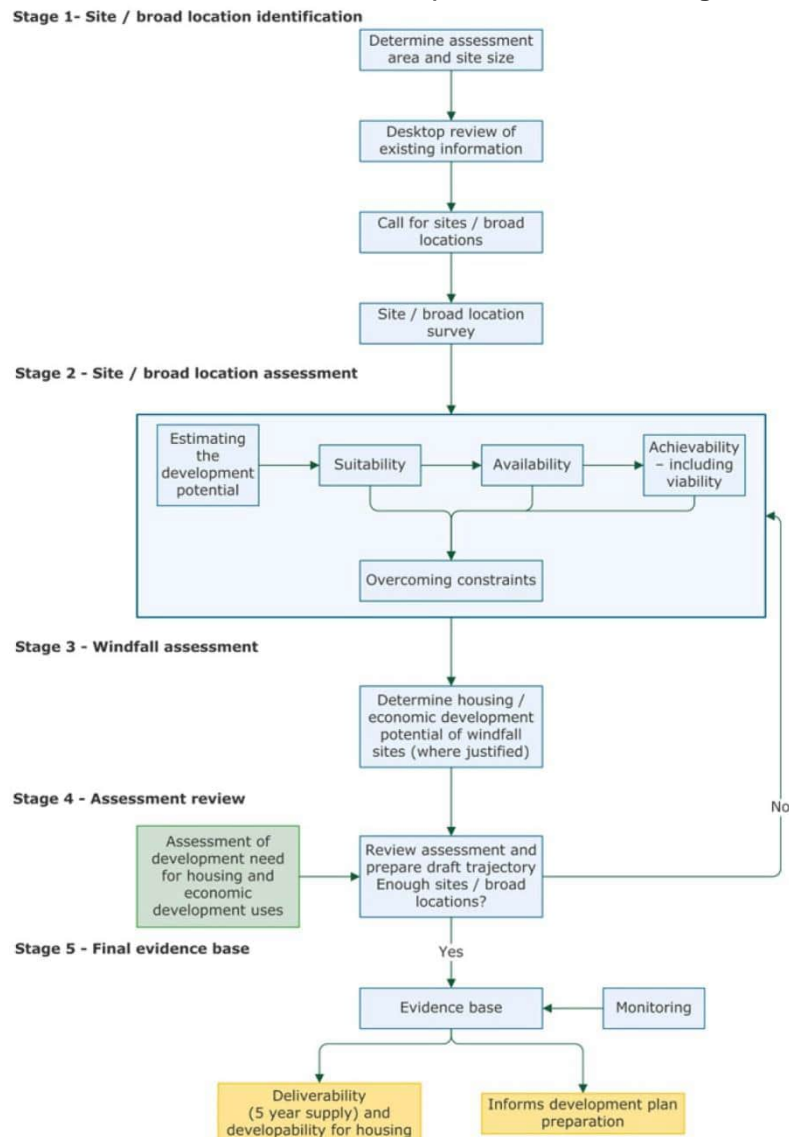 Stage 1- Site / broad location identification
Determine assessment
area and site size
Desktop review of
existing information
Call for sites / broad
locations
Site / broad location
survey
Stage 2 - Site / broad location assessment
Estimating
the
development
potential
Suitability
Availability
Achievability
– including
viability
Overcoming constraints
Stage 3 - Windfall assessment
Determine housing /
economic development
potential of windfall
sites (where justified)
Stage 4 - Assessment review
No
Assessment of
development need
for housing and
economic
development uses
Review assessment and
prepare draft trajectory
Enough sites / broad
locations?
Stage 5 - Final evidence base
Yes
Evidence base
Monitoring
Deliverability
(5 year supply) and
developability for housing
Informs development plan
preparation